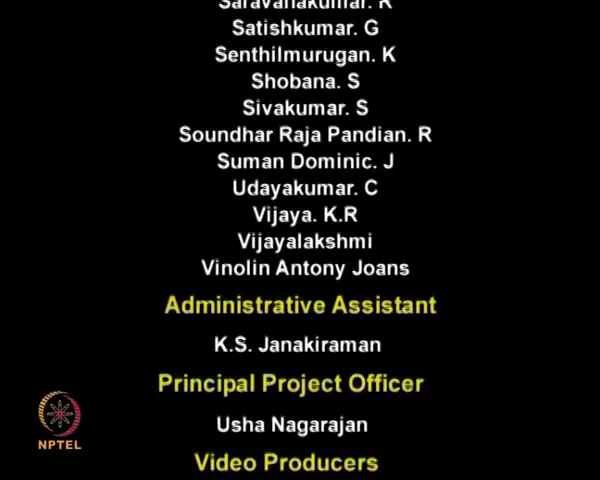 Saravanakumar. R
Satishkumar. G
Senthilmurugan. K
Shobana. S
Sivakumar. S
Soundhar Raja Pandian. R
Suman Dominic. J
Udayakumar. C
Vijaya. K.R
Vijayalakshmi
Vinolin Antony Joans
Administrative Assistant
K.S. Janakiraman
Principal Project Officer
Usha Nagarajan
NPTEL
Video Producers